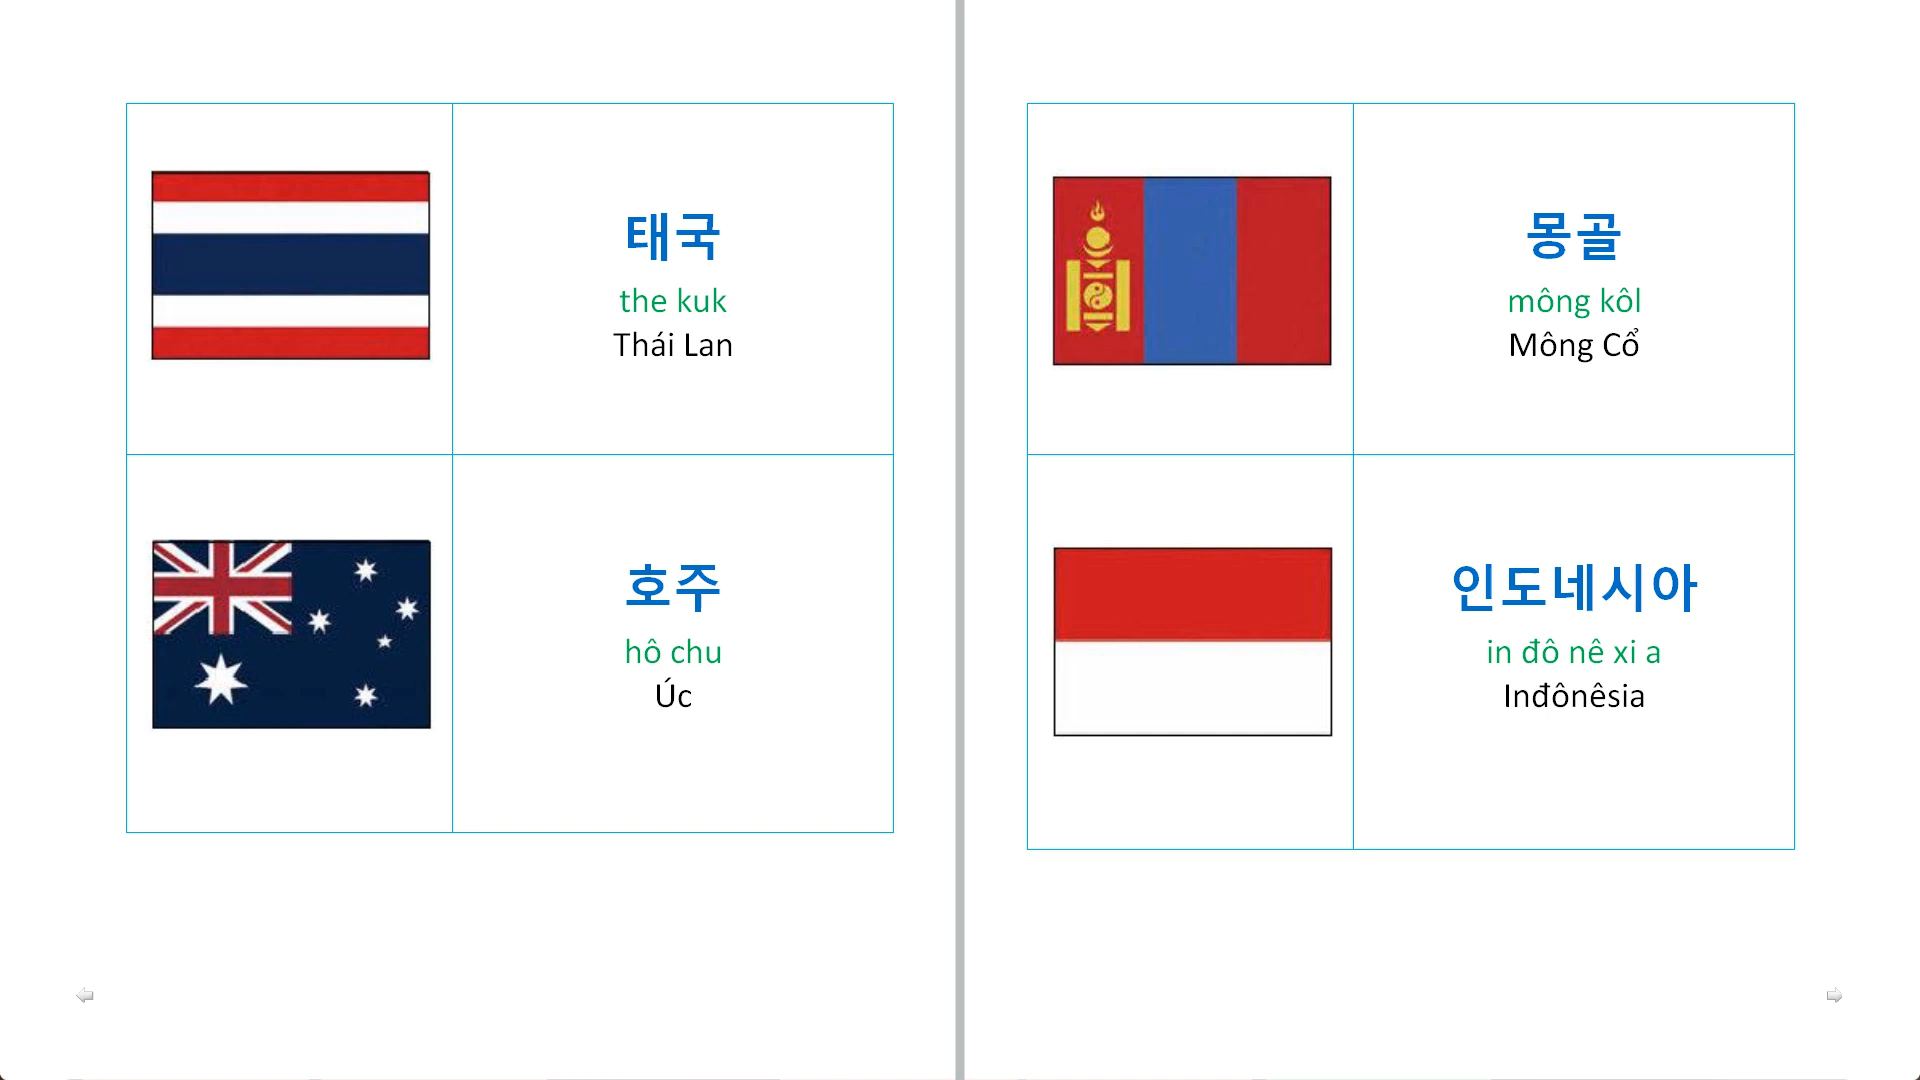 태국
the kuk
Thái Lan
호주
hô chu
Úc
몽골
mông kôl
Mông Cổ
인도네시아
in đô nê xi a
Inđônêsia